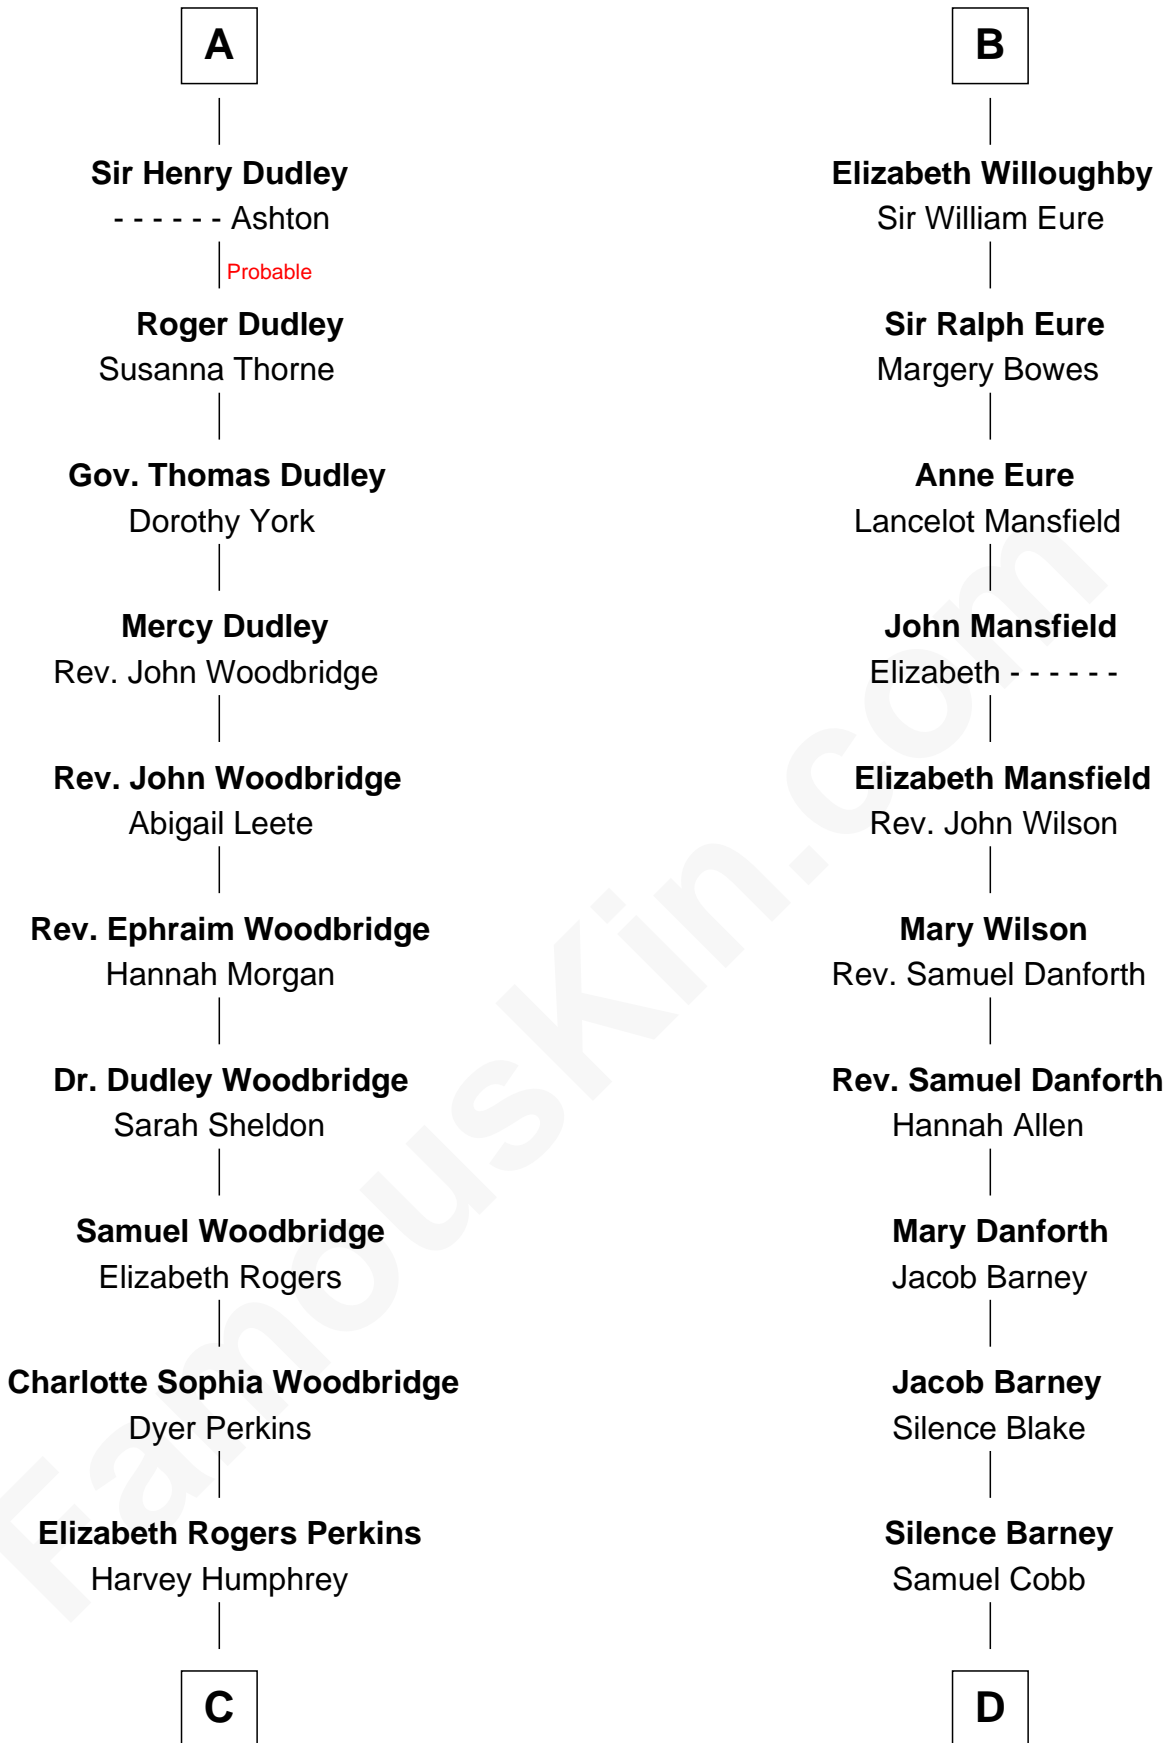 A
Sir Henry Dudley
- - - - - - Ashton
Probable
Roger Dudley
Susanna Thorne
Gov. Thomas Dudley
Dorothy York
Mercy Dudley
Rev. John Woodbridge
Rev. John Woodbridge
Abigail Leete
Rev. Ephraim Woodbridge
Hannah Morgan
Dr. Dudley Woodbridge
Sarah Sheldon
Samuel Woodbridge
Elizabeth Rogers
Charlotte Sophia Woodbridge
Dyer Perkins
Elizabeth Rogers Perkins
Harvey Humphrey
C
B
Elizabeth Willoughby
Sir William Eure
Sir Ralph Eure
Margery Bowes
Anne Eure
Lancelot Mansfield
John Mansfield
Elizabeth - - - - - -
Elizabeth Mansfield
Rev. John Wilson
Mary Wilson
Rev. Samuel Danforth
Rev. Samuel Danforth
Hannah Allen
Mary Danforth
Jacob Barney
Jacob Barney
Silence Blake
Silence Barney
Samuel Cobb
D
FamousKin.com